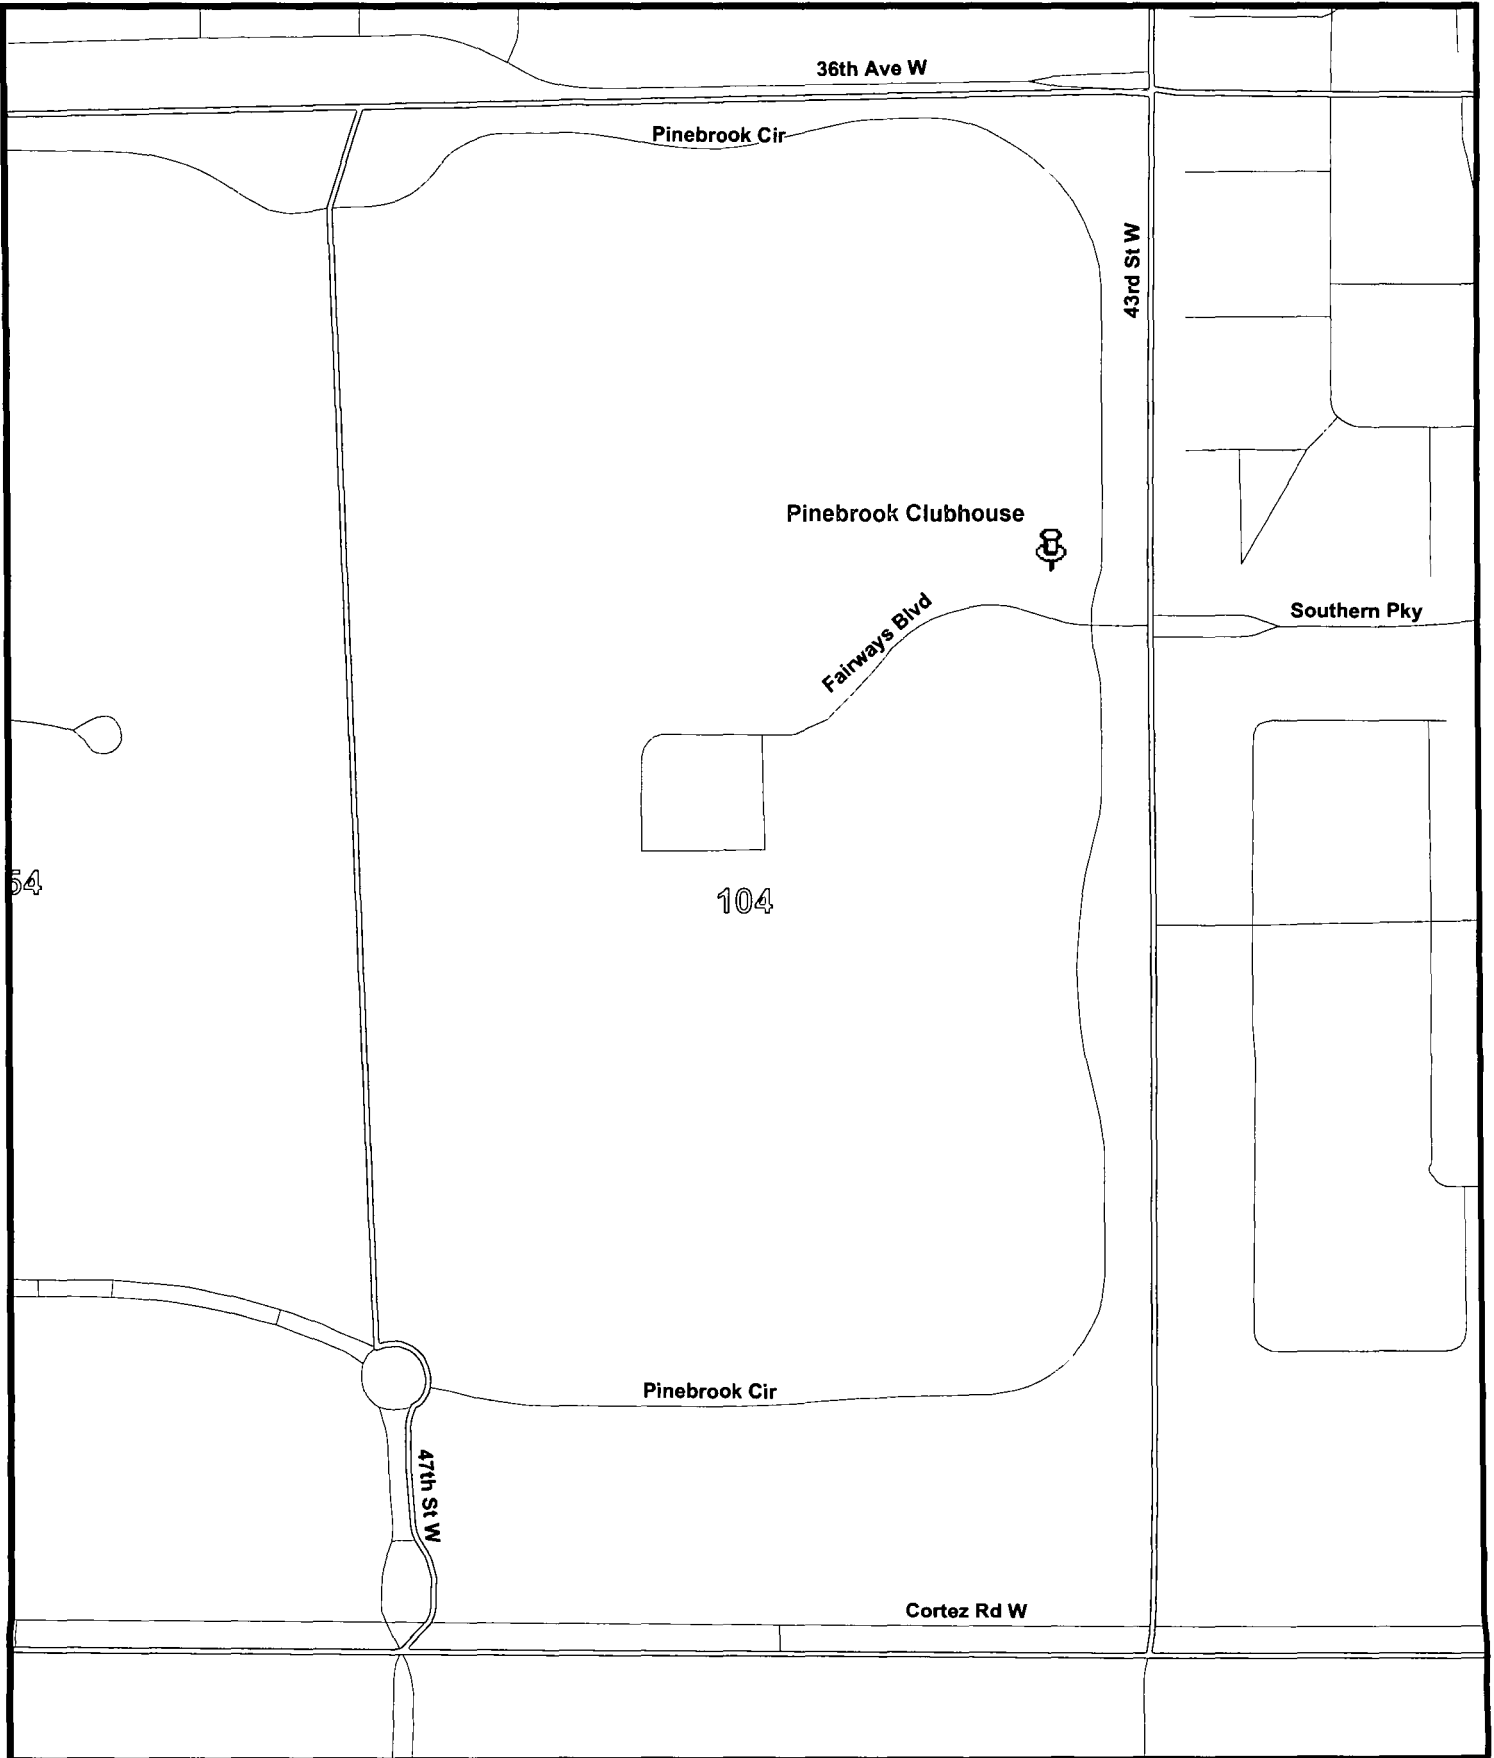 36th Ave W
Pinebrook Cir
43rd St W
Pinebrook Clubhouse
Fairways Blvd
Southern Pky
54
104
Pinebrook Cir
47th St W
Cortez Rd W